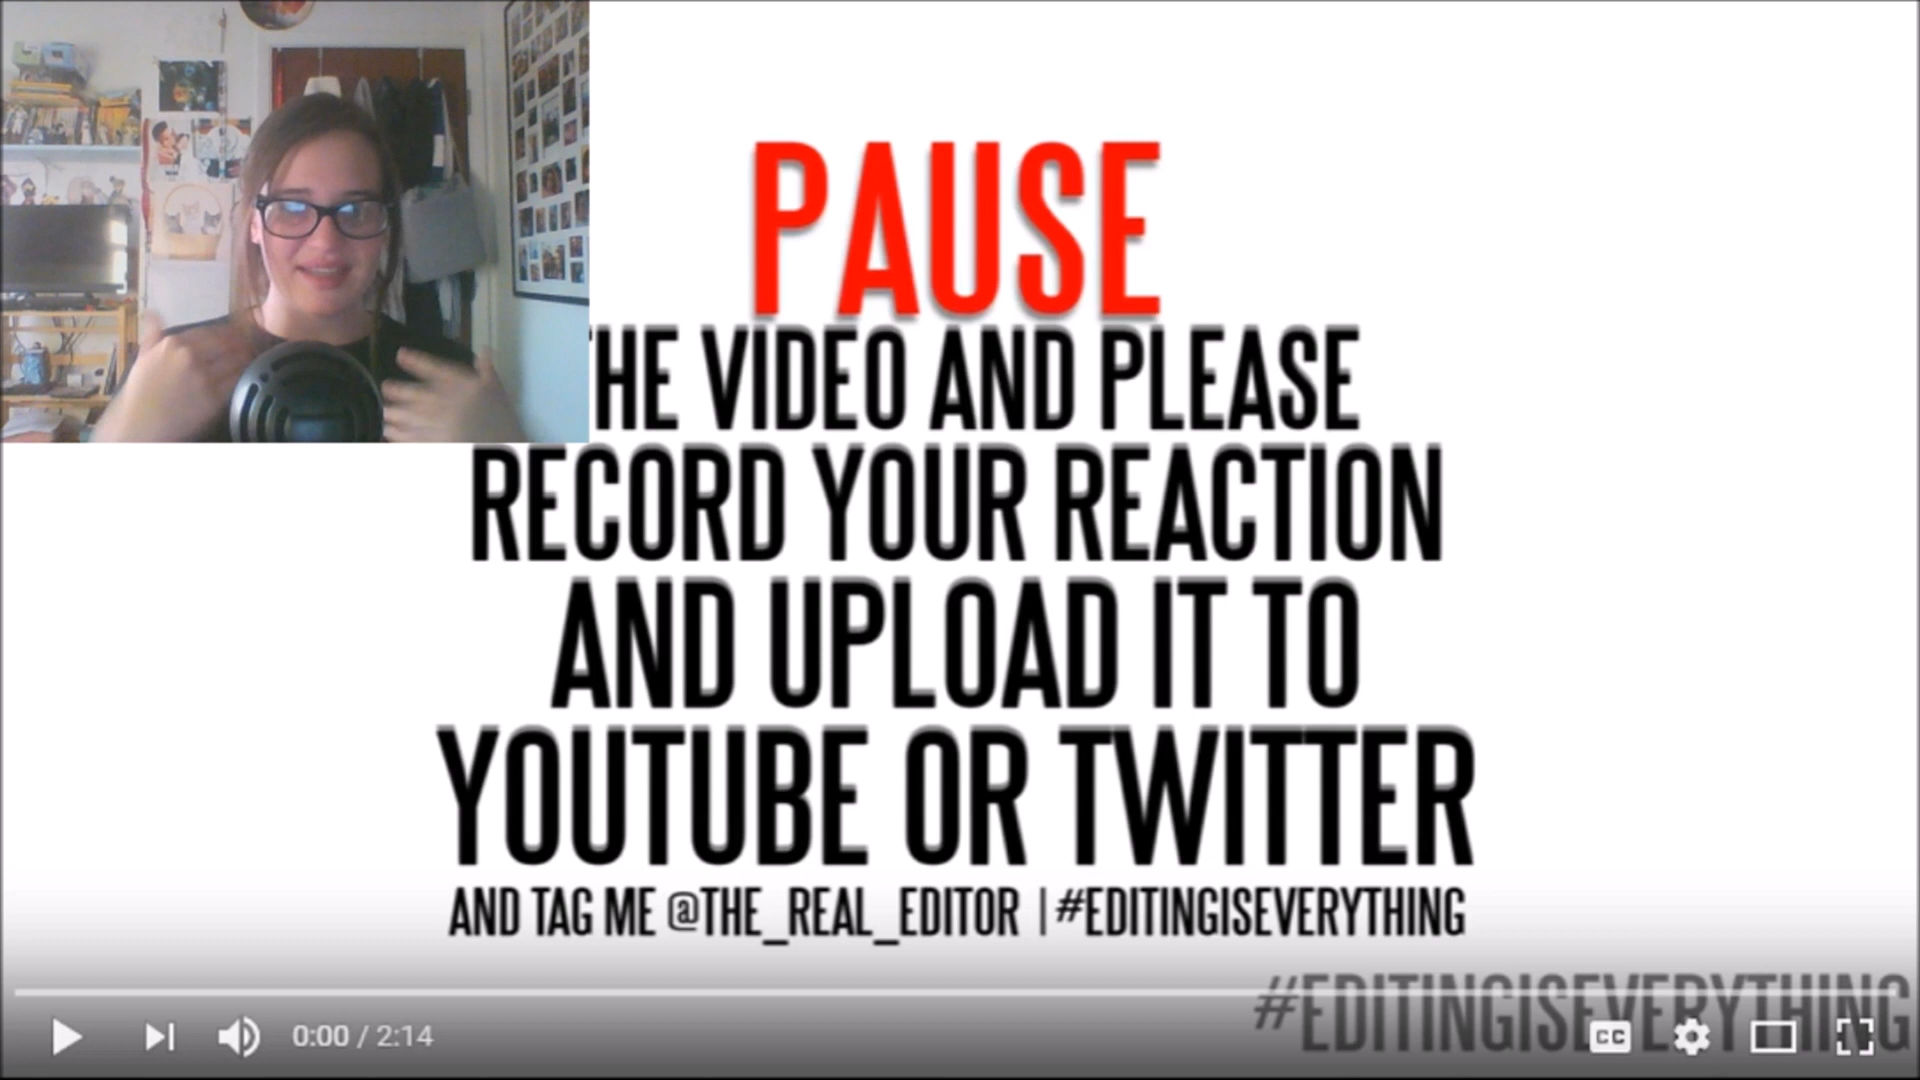 PAUSE
THE VIDEO AND PLEASE
RECORD YOUR REACTION
AND UPLOAD IT TO
YOUTUBE OR TWITTER
AND TAG ME @THE_REAL_EDITOR | #EDITINGISEVERYTHING
#EDITINGISEVERYTHING
0:00 / 2:14
CC